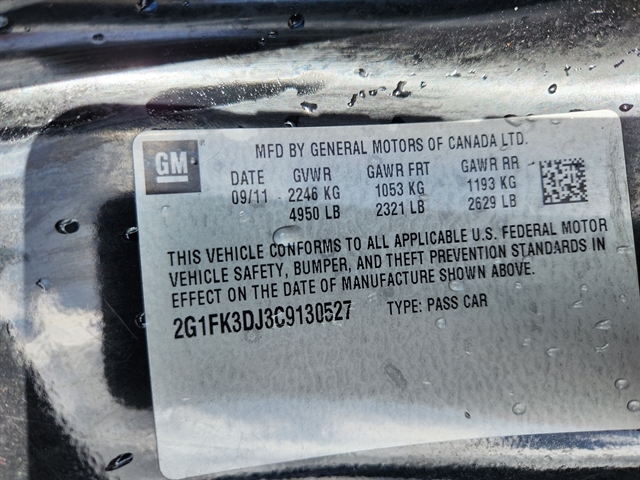 GM
MFD BY GENERAL MOTORS OF CANADA LTD.
DATE GVWR GAWR FRT GAWR RR
09/11 2246 KG 1053 KG 1193 KG
4950 LB 2321 LB 2629 LB
THIS VEHICLE CONFORMS TO ALL APPLICABLE U.S. FEDERAL MOTOR
VEHICLE SAFETY, BUMPER, AND THEFT PREVENTION STANDARDS IN
EFFECT ON THE DATE OF MANUFACTURE SHOWN ABOVE.
2G1FK3DJ3C9130527 TYPE: PASS CAR